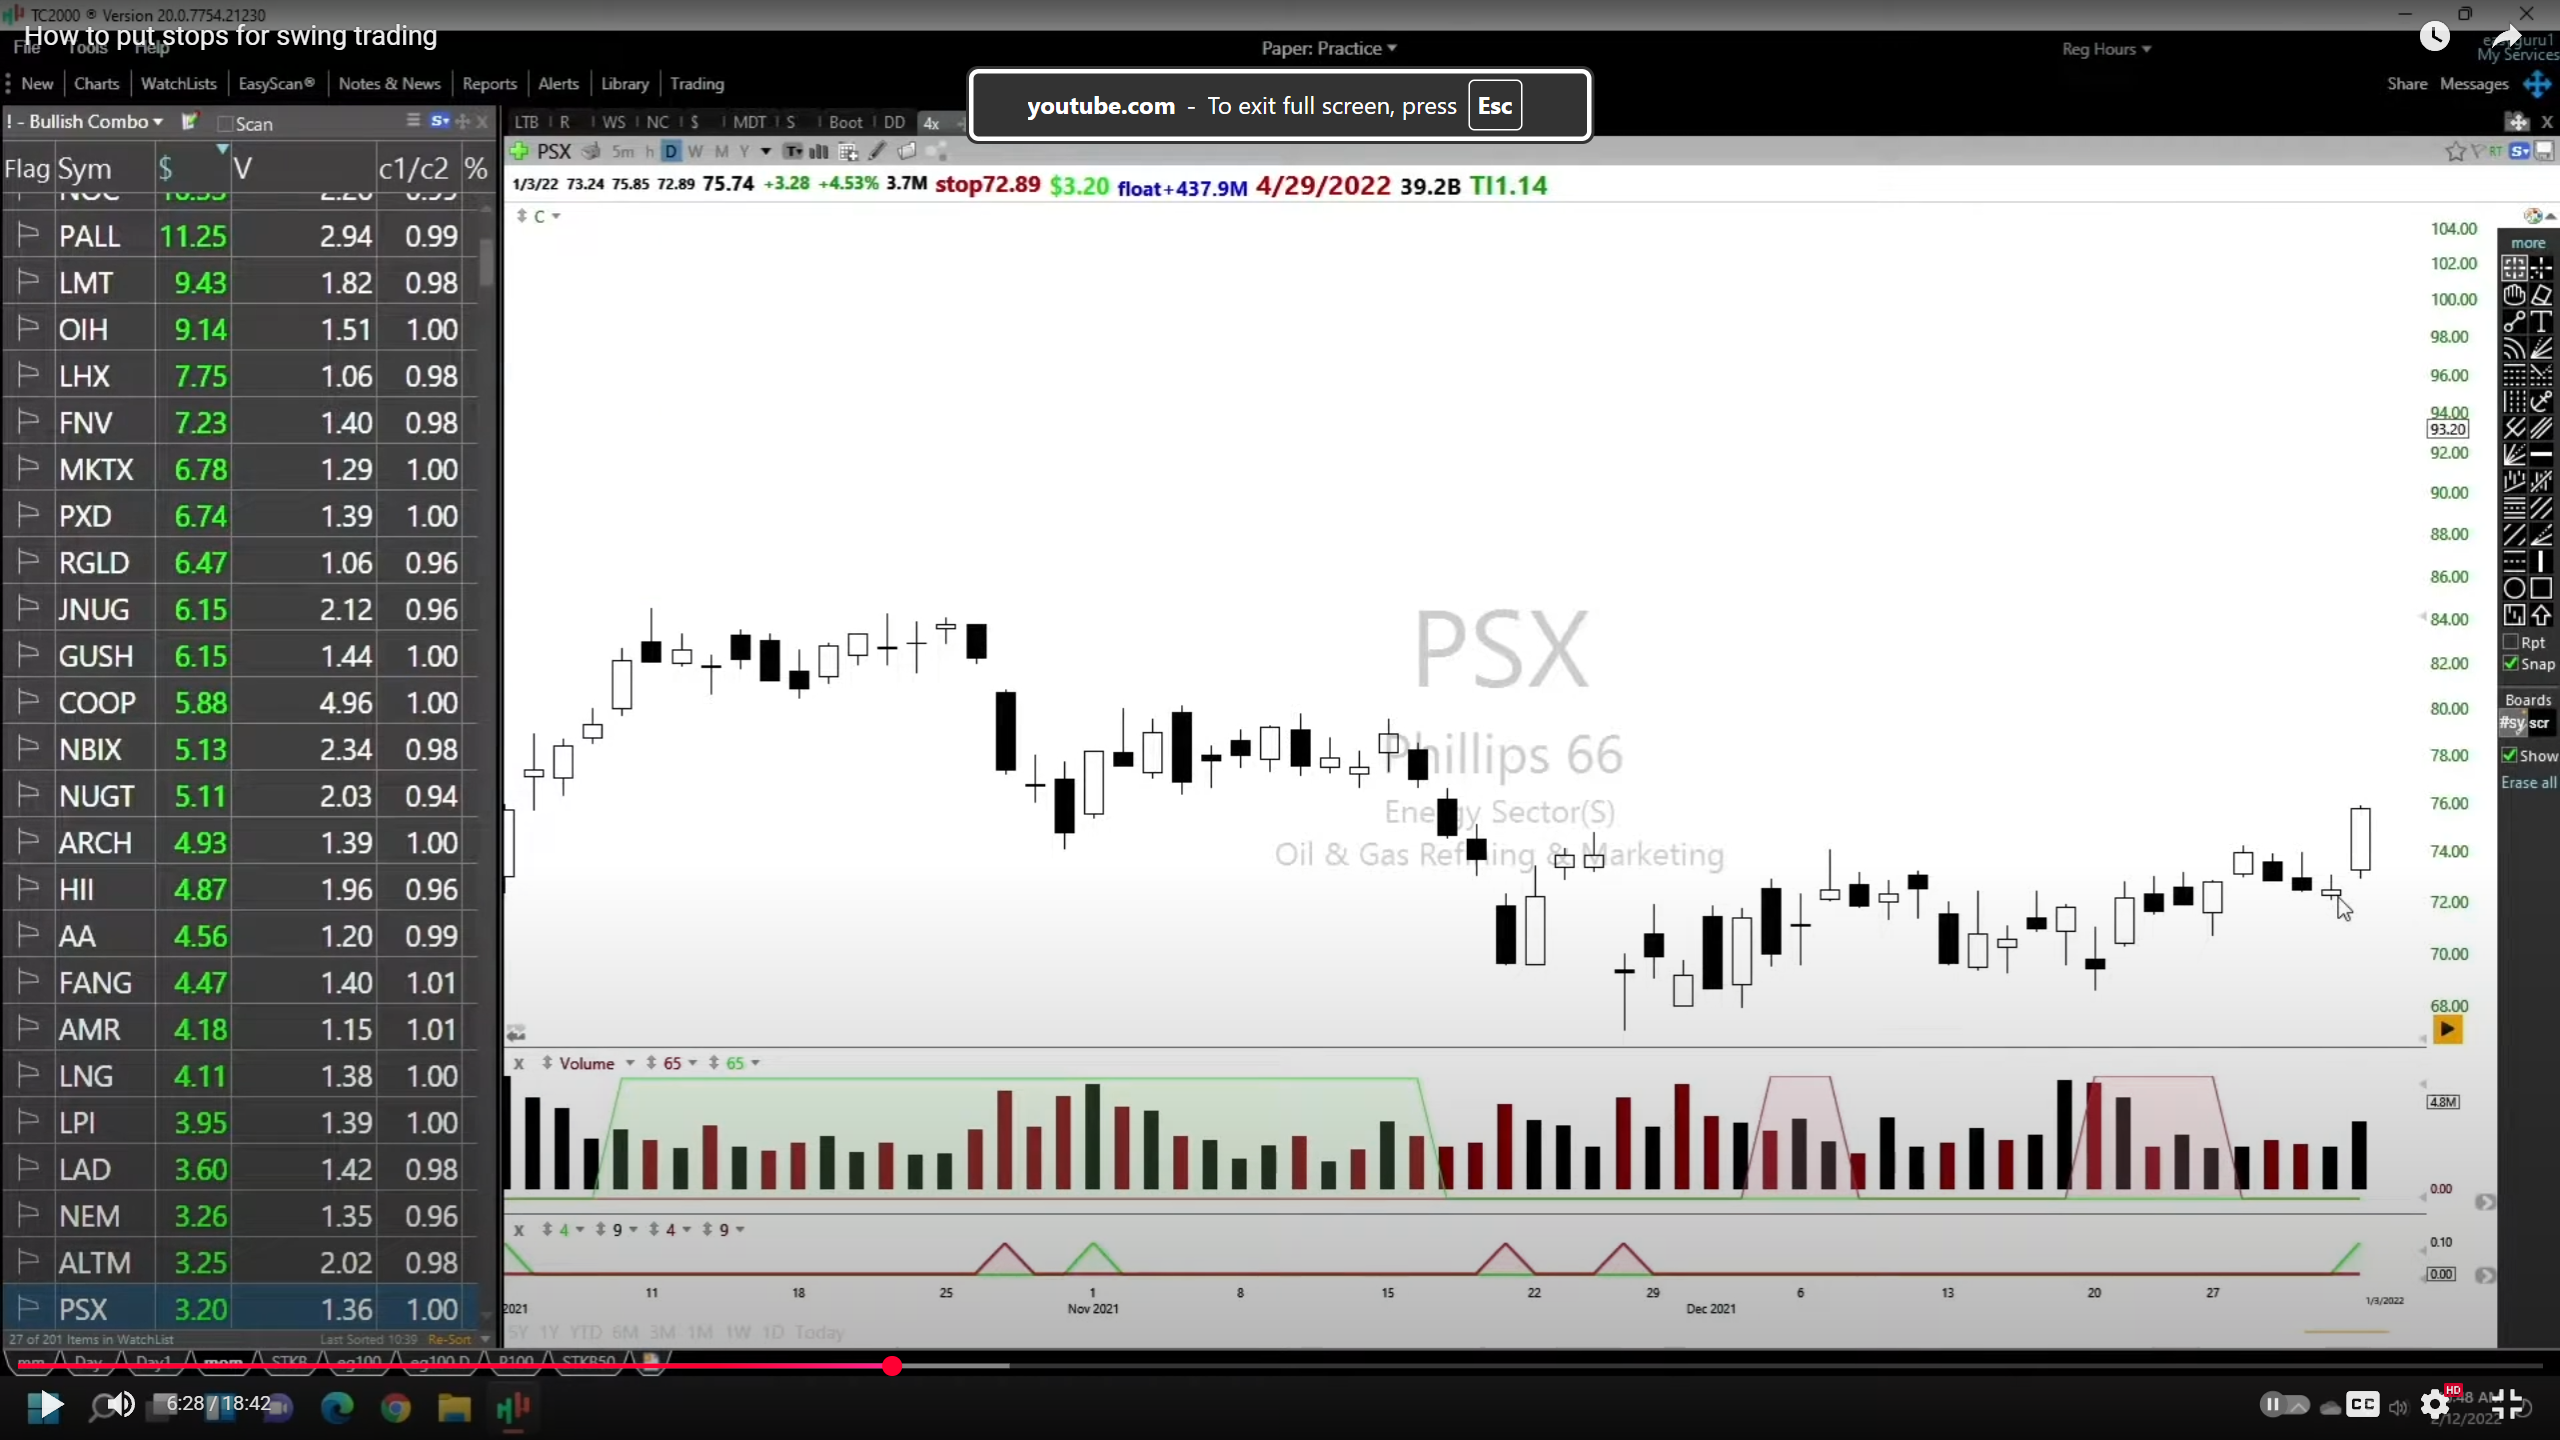 TC2000 ® Version 20.0.7754.21230
How to put stops for swing trading
File Tools Help
Paper: Practice
Reg Hours
My Services
New Charts WatchLists EasyScan® Notes & News Reports Alerts Library Trading
Share Messages
youtube.com - To exit full screen, press Esc
! - Bullish Combo Scan
LTB R WS NC $ MDT S Boot DD 4x
PSX 5m h D W M Y
Flag Sym $ V c1/c2 %
1/3/22 73.24 75.85 72.89 75.74 +3.28 +4.53% 3.7M stop72.89 $3.20 float+437.9M 4/29/2022 39.2B TI1.14
C
PALL 11.25 2.94 0.99
LMT 9.43 1.82 0.98
OIH 9.14 1.51 1.00
LHX 7.75 1.06 0.98
FNV 7.23 1.40 0.98
MKTX 6.78 1.29 1.00
PXD 6.74 1.39 1.00
RGLD 6.47 1.06 0.96
JNUG 6.15 2.12 0.96
GUSH 6.15 1.44 1.00
COOP 5.88 4.96 1.00
NBIX 5.13 2.34 0.98
NUGT 5.11 2.03 0.94
ARCH 4.93 1.39 1.00
HII 4.87 1.96 0.96
AA 4.56 1.20 0.99
FANG 4.47 1.40 1.01
AMR 4.18 1.15 1.01
LNG 4.11 1.38 1.00
LPI 3.95 1.39 1.00
LAD 3.60 1.42 0.98
NEM 3.26 1.35 0.96
ALTM 3.25 2.02 0.98
PSX 3.20 1.36 1.00
27 of 201 Items in WatchList Last Sorted 10:39 Re-Sort
PSX
Phillips 66
Energy Sector(S)
Oil & Gas Refining & Marketing
104.00
102.00
100.00
98.00
96.00
94.00
93.20
92.00
90.00
88.00
86.00
84.00
82.00
80.00
78.00
76.00
74.00
72.00
70.00
68.00
more
Rpt
Snap
Boards
#sy scr
Show
Erase all
X Volume 65 65
4.8M
0.00
X 4 9 4 9
0.10
0.00
11 18 25 1 8 15 22 29 6 13 20 27
2021 Nov 2021 Dec 2021 1/3/2022
5Y 1Y YTD 6M 3M 1M 1W 1D Today
mm Day Day1 mom STKB eg100 eg100 D P100 STKB50
6:28 / 18:42
CC
HD